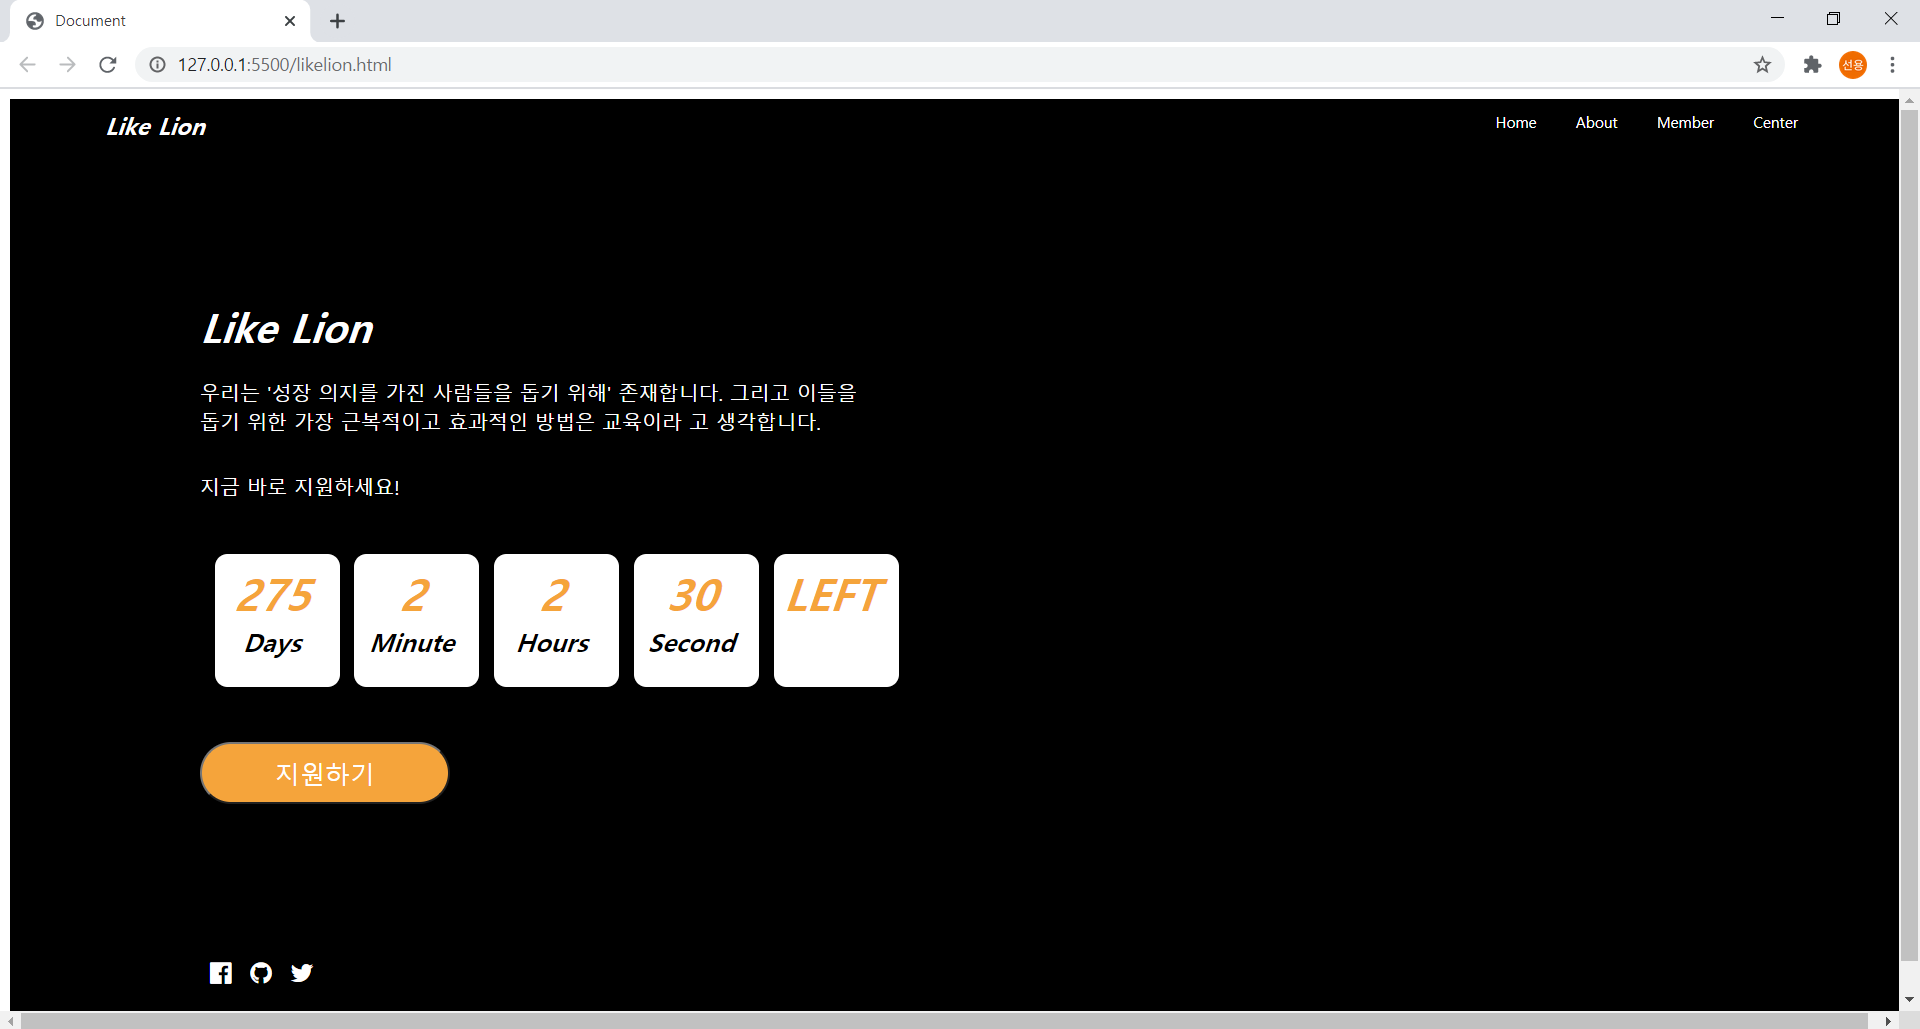 Document
127.0.0.1:5500/likelion.html
선용
Like Lion
Home About Member Center
Like Lion
우리는 '성장 의지를 가진 사람들을 돕기 위해' 존재합니다. 그리고 이들을
돕기 위한 가장 근복적이고 효과적인 방법은 교육이라 고 생각합니다.
지금 바로 지원하세요!
275 2 2 30 LEFT
Days Minute Hours Second
지원하기